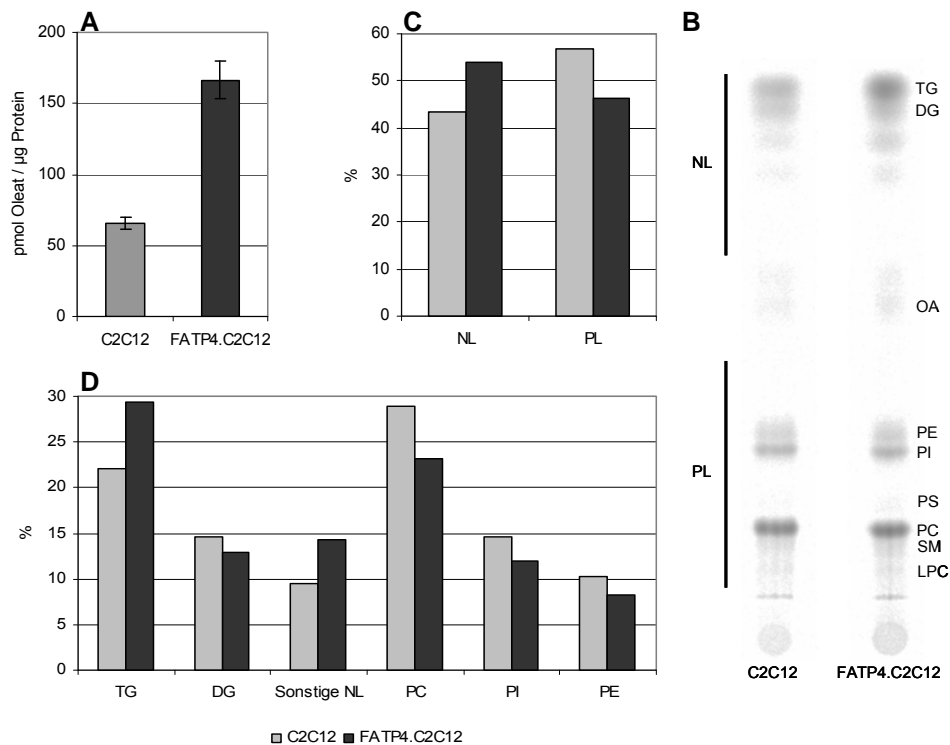 A
pmol Oleat / µg Protein
200
150
100
50
0
C2C12 FATP4.C2C12
C
%
60
50
40
30
20
10
0
NL PL
B
NL
PL
TG
DG
OA
PE
PI
PS
PC
SM
LPC
C2C12 FATP4.C2C12
D
%
30
25
20
15
10
5
0
TG DG Sonstige NL PC PI PE
C2C12 FATP4.C2C12